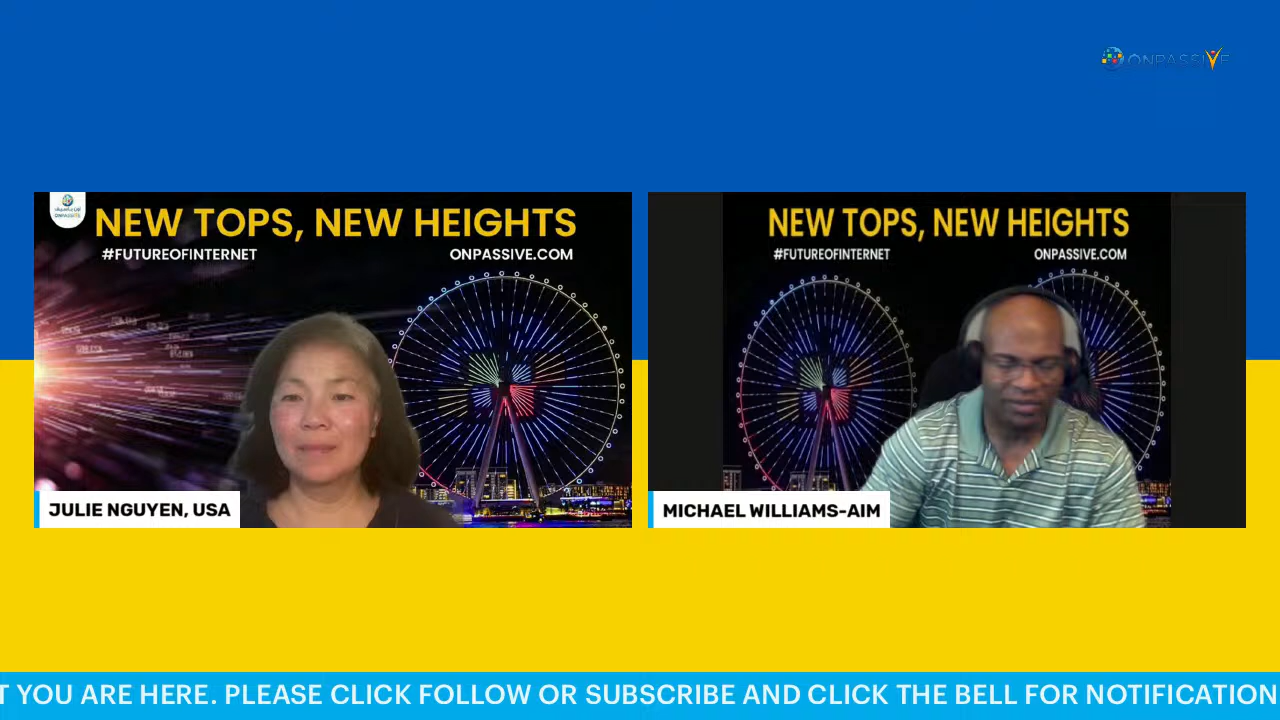 ONPASSIVE
NEW TOPS, NEW HEIGHTS
#FUTUREOFINTERNET
ONPASSIVE.COM
JULIE NGUYEN, USA
NEW TOPS, NEW HEIGHTS
#FUTUREOFINTERNET
ONPASSIVE.COM
MICHAEL WILLIAMS-AIM
T YOU ARE HERE. PLEASE CLICK FOLLOW OR SUBSCRIBE AND CLICK THE BELL FOR NOTIFICATION